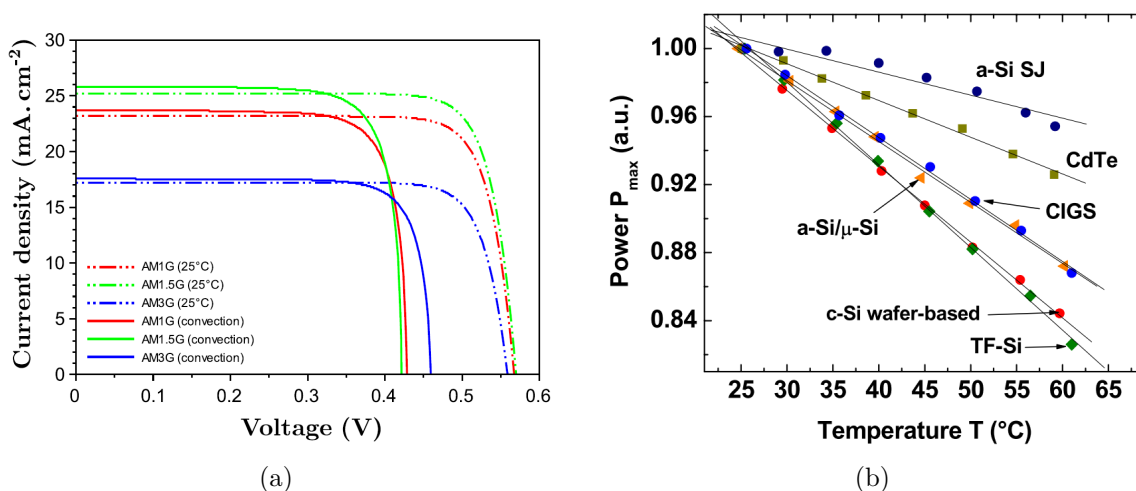 30
25
20
15
10
5
0
0
0.1
0.2
0.3
0.4
0.5
0.6
Current density (mA.cm-2)
Voltage (V)
AM1G (25°C)
AM1.5G (25°C)
AM3G (25°C)
AM1G (convection)
AM1.5G (convection)
AM3G (convection)
(a)
1.00
0.96
0.92
0.88
0.84
25 30 35 40 45 50 55 60 65
Power Pmax (a.u.)
Temperature T (°C)
a-Si SJ
CdTe
CIGS
a-Si/μ-Si
c-Si wafer-based
TF-Si
(b)